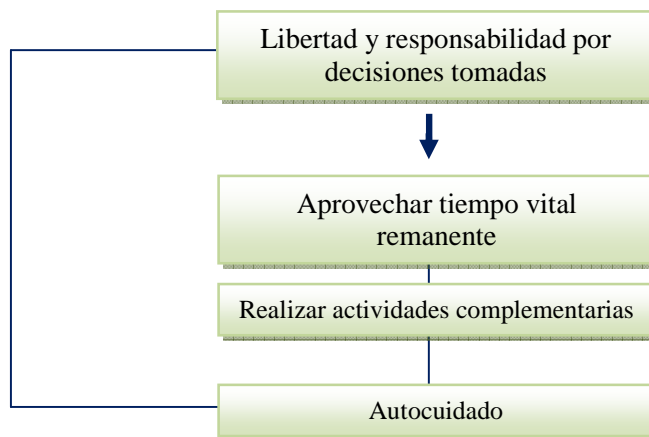 Libertad y responsabilidad por
decisiones tomadas
Aprovechar tiempo vital
remanente
Realizar actividades complementarias
Autocuidado